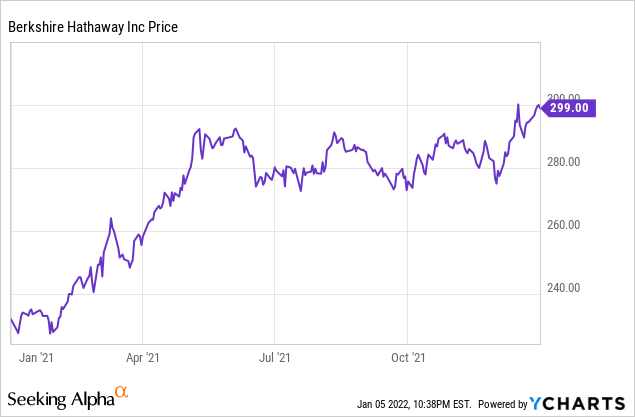 Berkshire Hathaway Inc Price
300.00
299.00
280.00
260.00
240.00
Jan '21
Apr '21
Jul '21
Oct '21
Seeking Alphaα
Jan 05 2022, 10:38PM EST. Powered by YCHARTS